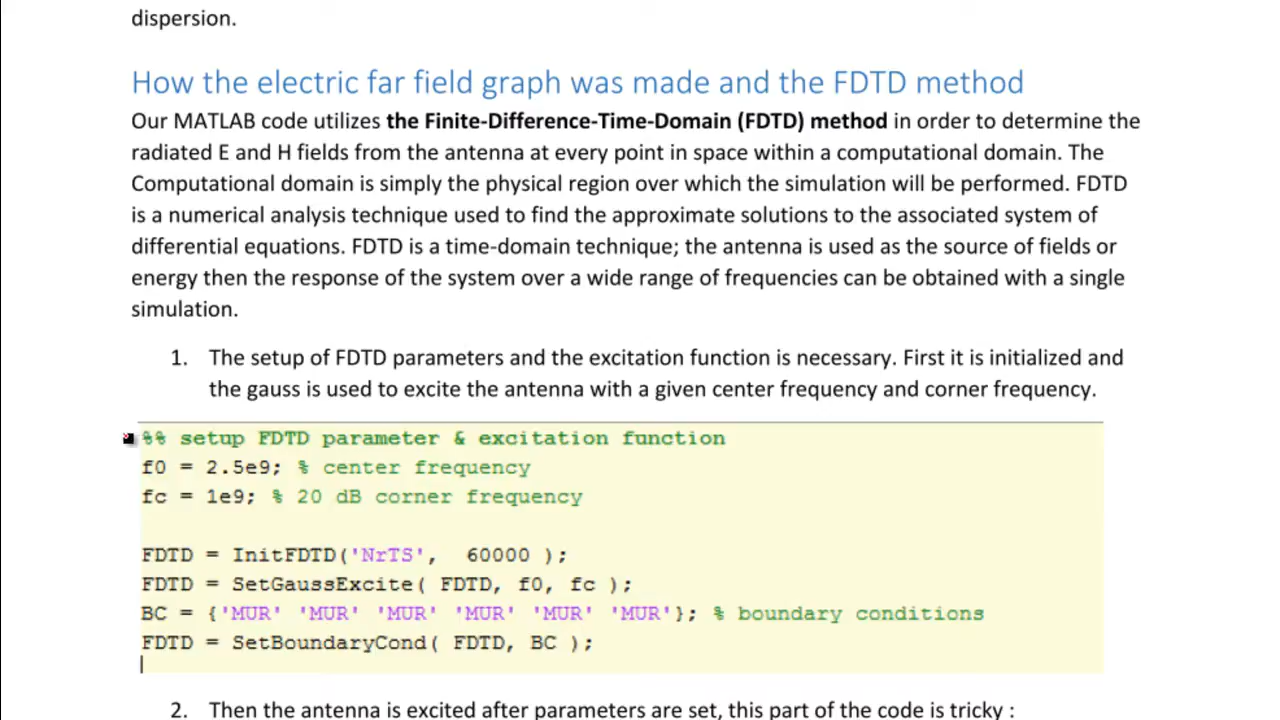 dispersion.
How the electric far field graph was made and the FDTD method
Our MATLAB code utilizes the Finite-Difference-Time-Domain (FDTD) method in order to determine the
radiated E and H fields from the antenna at every point in space within a computational domain. The
Computational domain is simply the physical region over which the simulation will be performed. FDTD
is a numerical analysis technique used to find the approximate solutions to the associated system of
differential equations. FDTD is a time-domain technique; the antenna is used as the source of fields or
energy then the response of the system over a wide range of frequencies can be obtained with a single
simulation.
1. The setup of FDTD parameters and the excitation function is necessary. First it is initialized and
the gauss is used to excite the antenna with a given center frequency and corner frequency.
%% setup FDTD parameter & excitation function
f0 = 2.5e9; % center frequency
fc = 1e9; % 20 dB corner frequency
FDTD = InitFDTD('NrTS', 60000 );
FDTD = SetGaussExcite( FDTD, f0, fc );
BC = {'MUR' 'MUR' 'MUR' 'MUR' 'MUR' 'MUR'}; % boundary conditions
FDTD = SetBoundaryCond( FDTD, BC );
2. Then the antenna is excited after parameters are set, this part of the code is tricky :